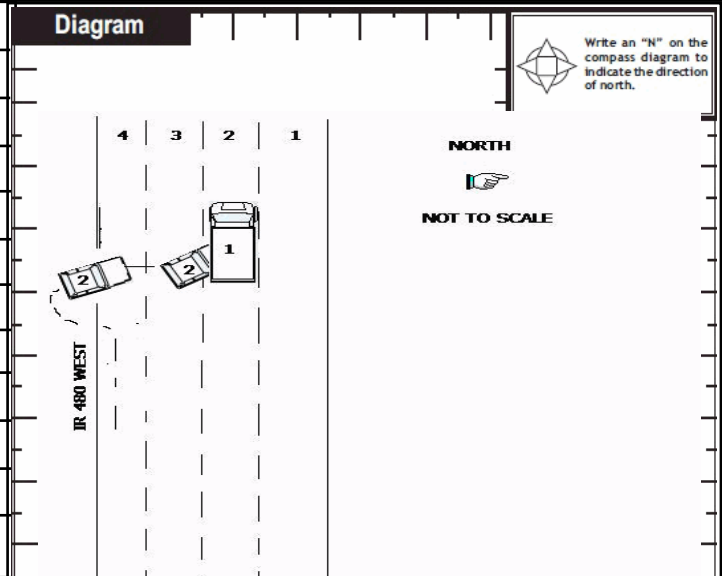 Diagram
Write an “N” on the
compass diagram to
indicate the direction
of north.
4 3 2 1
NORTH
NOT TO SCALE
1
2
2
IR 480 WEST